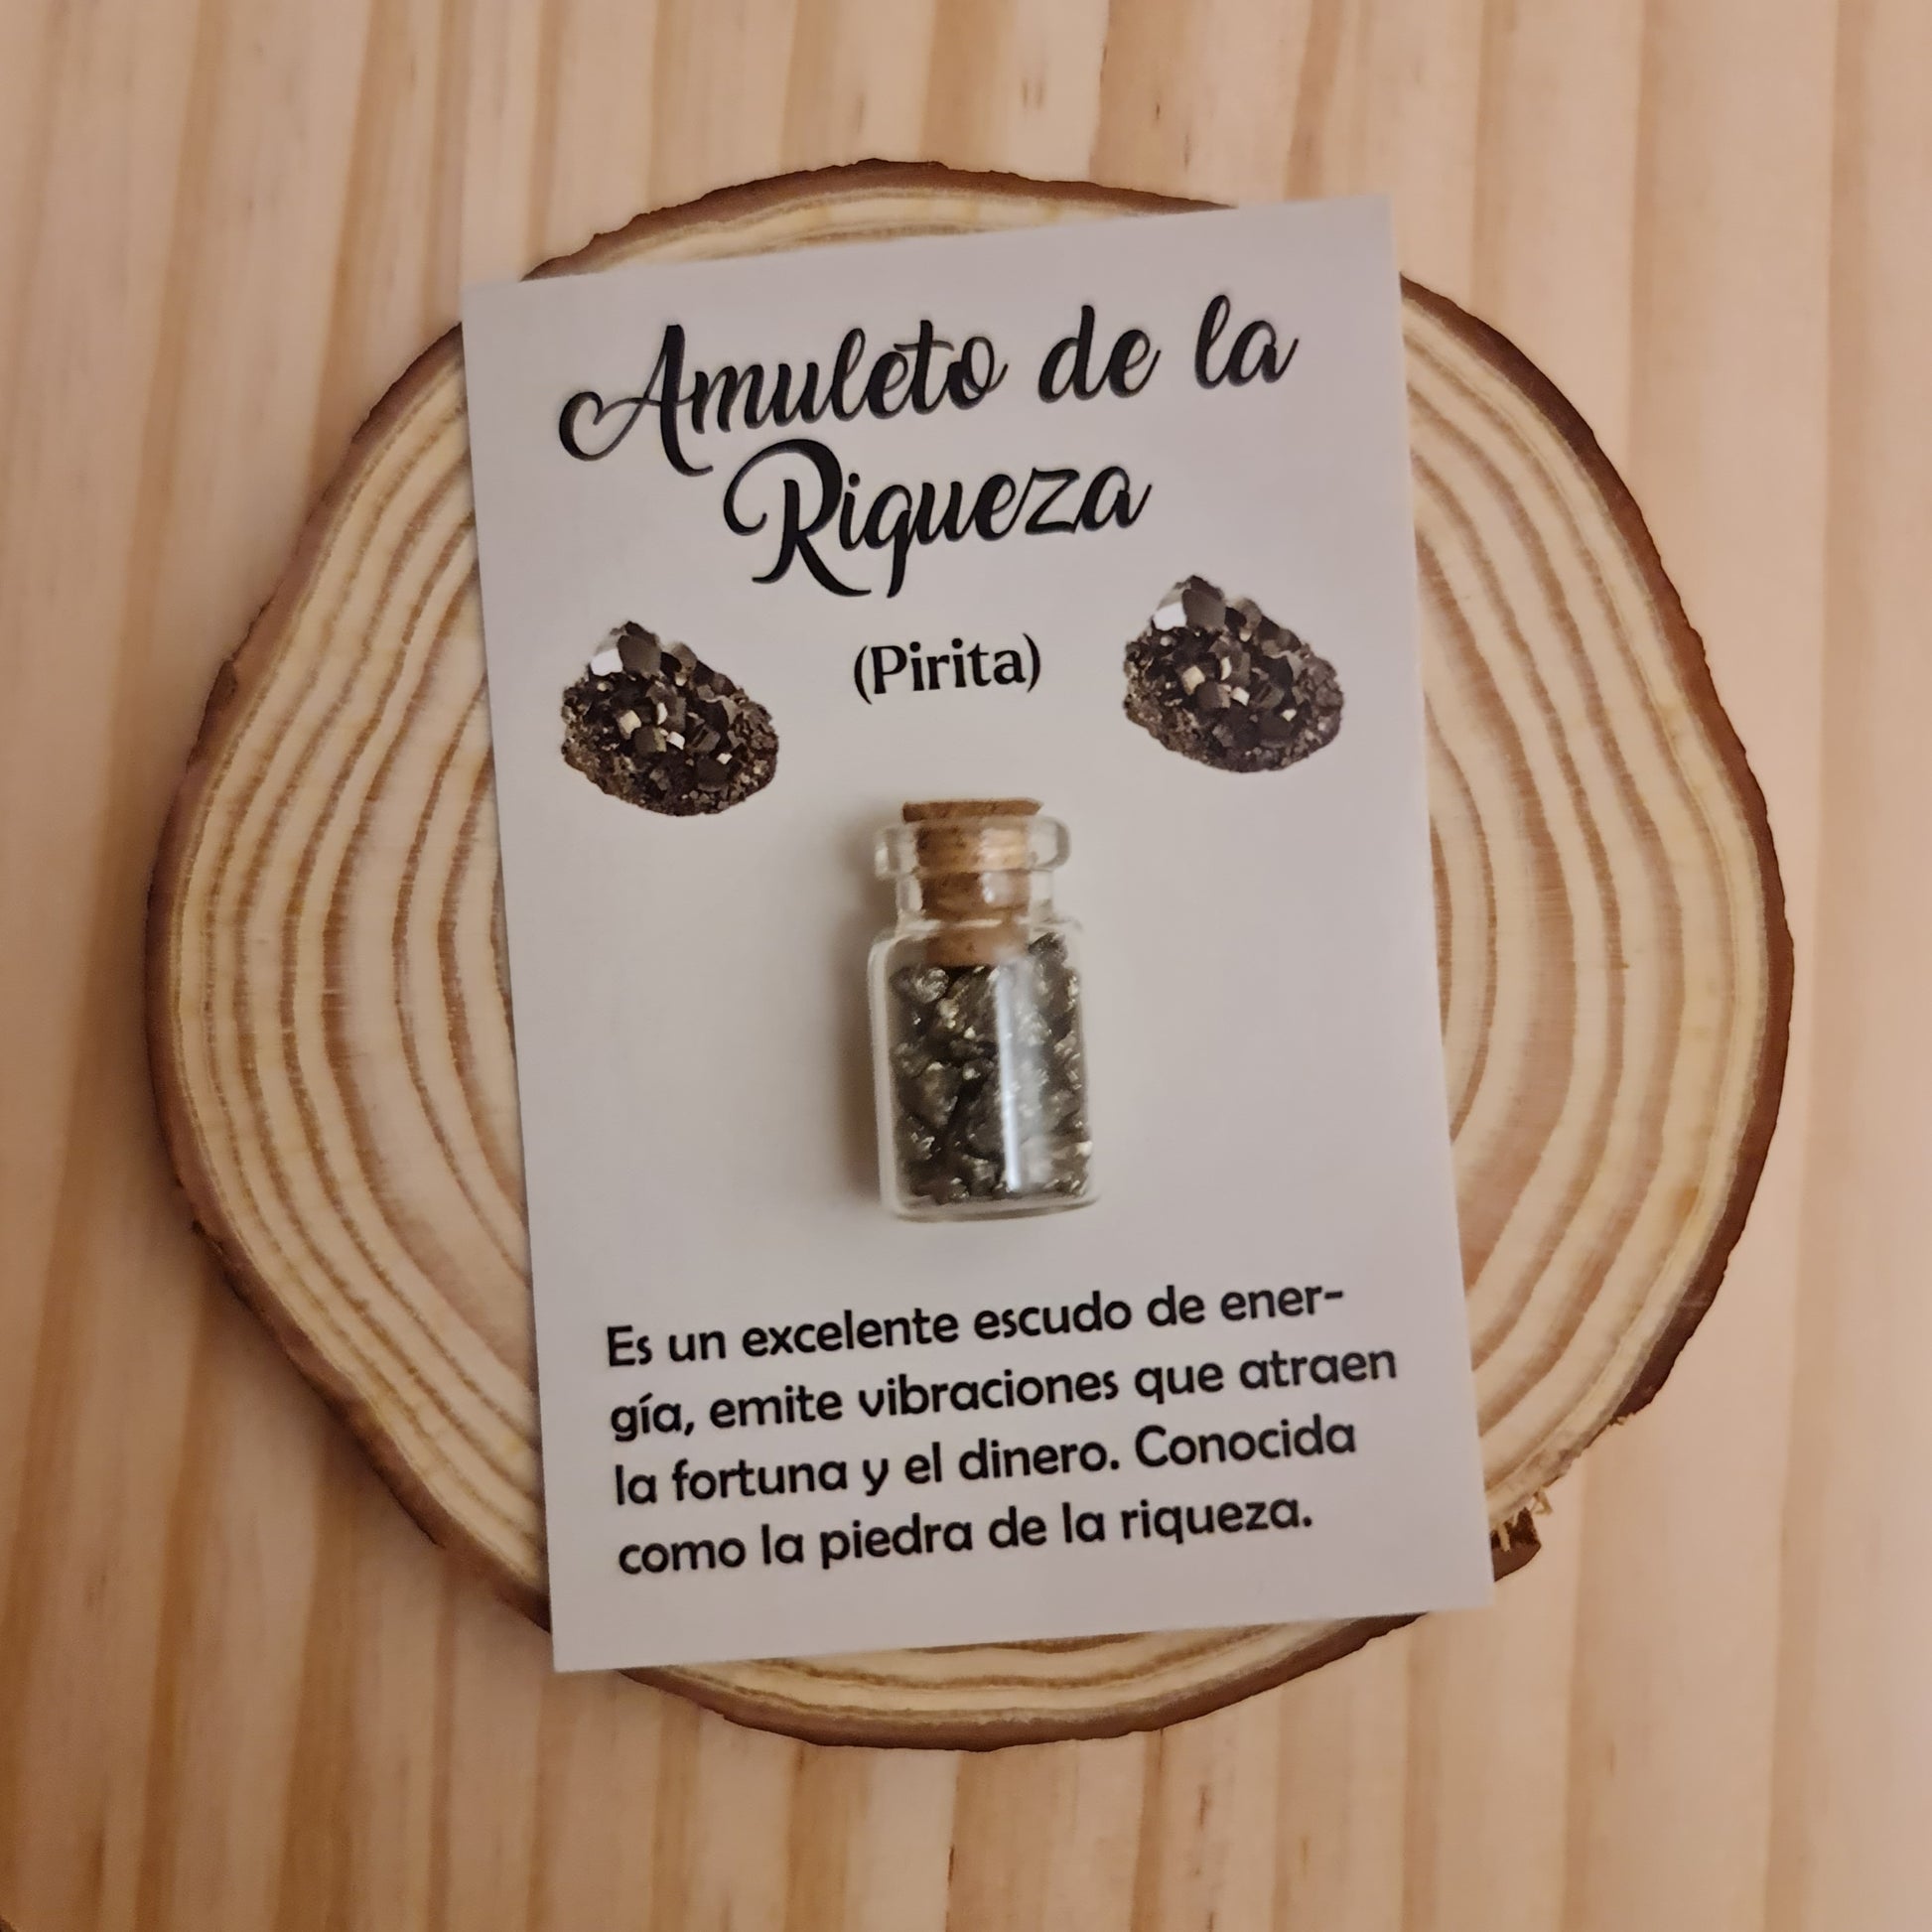 Amuleto de la
Riqueza
(Pirita)
Es un excelente escudo de ener-
gía, emite vibraciones que atraen
la fortuna y el dinero. Conocida
como la piedra de la riqueza.